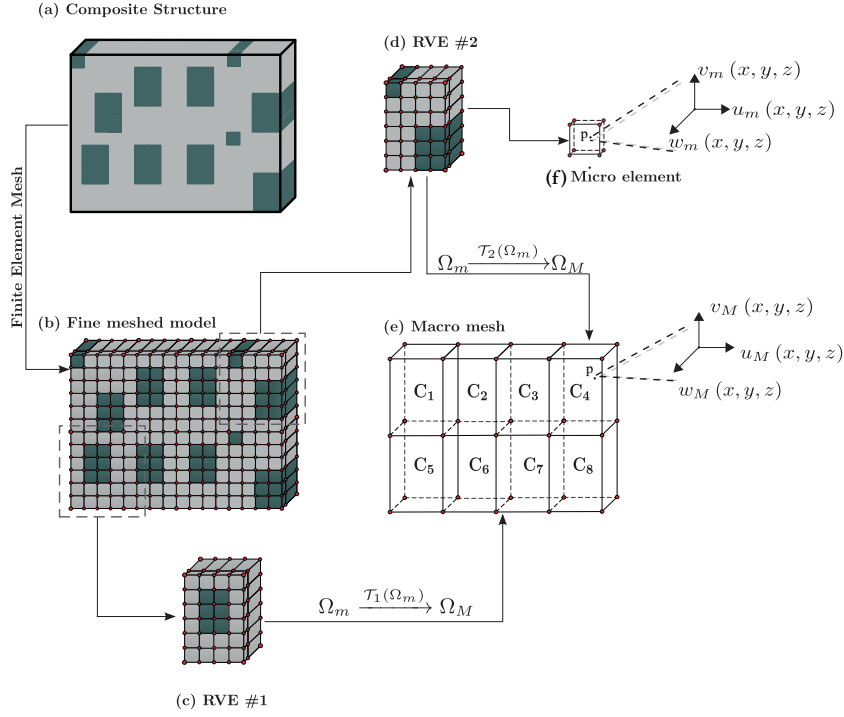 (a) Composite Structure
(d) RVE #2
v_m (x, y, z)
u_m (x, y, z)
w_m (x, y, z)
p
(f) Micro element
Finite Element Mesh
Ω_m 𝒯_2(Ω_m) Ω_M
(b) Fine meshed model
(e) Macro mesh
v_M (x, y, z)
u_M (x, y, z)
w_M (x, y, z)
p
C_1 C_2 C_3 C_4
C_5 C_6 C_7 C_8
Ω_m 𝒯_1(Ω_m) Ω_M
(c) RVE #1